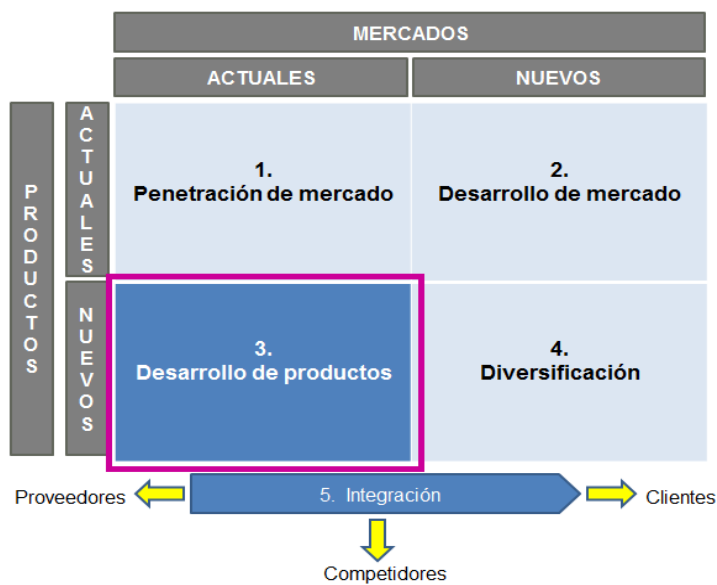 MERCADOS
ACTUALES
NUEVOS
PRODUCTOS
ACTUALES
1.
Penetración de mercado
2.
Desarrollo de mercado
NUEVOS
3.
Desarrollo de productos
4.
Diversificación
Proveedores
5. Integración
Clientes
Competidores